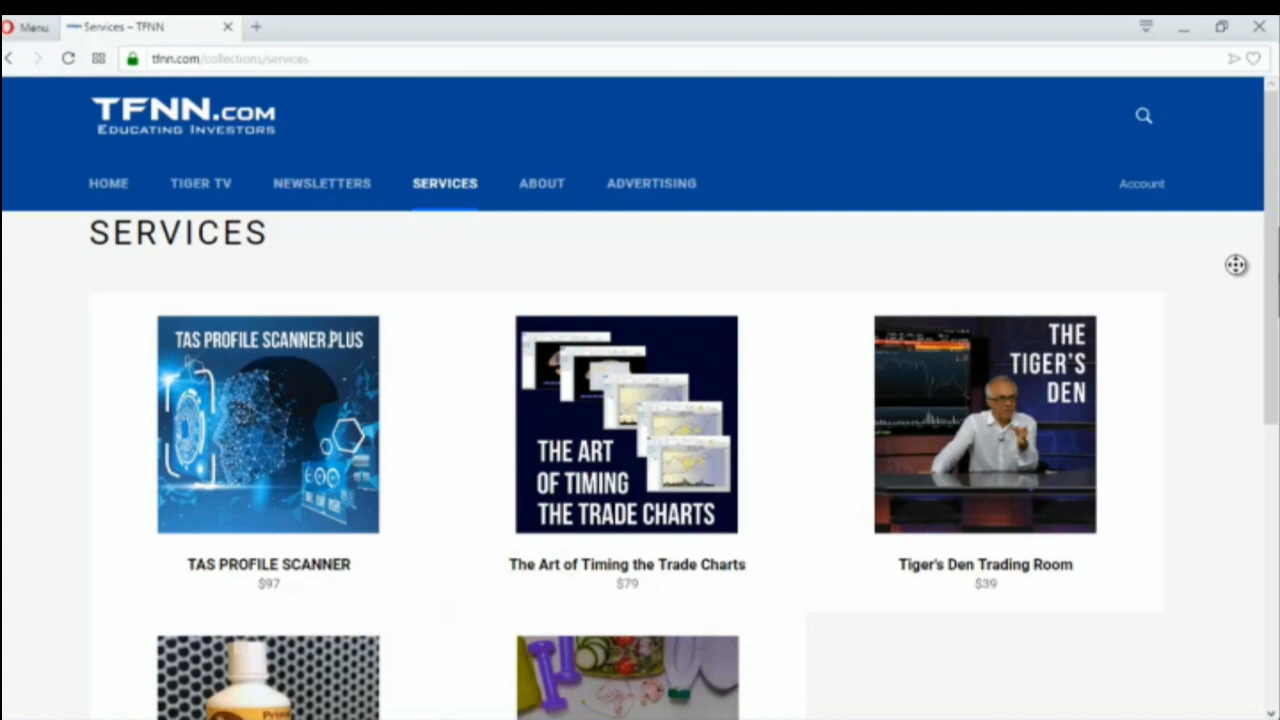 Menu
Services – TFNN
tfnn.com/collections/services
TFNN.COM
EDUCATING INVESTORS
HOME TIGER TV NEWSLETTERS SERVICES ABOUT ADVERTISING Account
SERVICES
TAS PROFILE SCANNER PLUS
THE ART
OF TIMING
THE TRADE CHARTS
THE
TIGER'S
DEN
TAS PROFILE SCANNER
$97
The Art of Timing the Trade Charts
$79
Tiger's Den Trading Room
$39